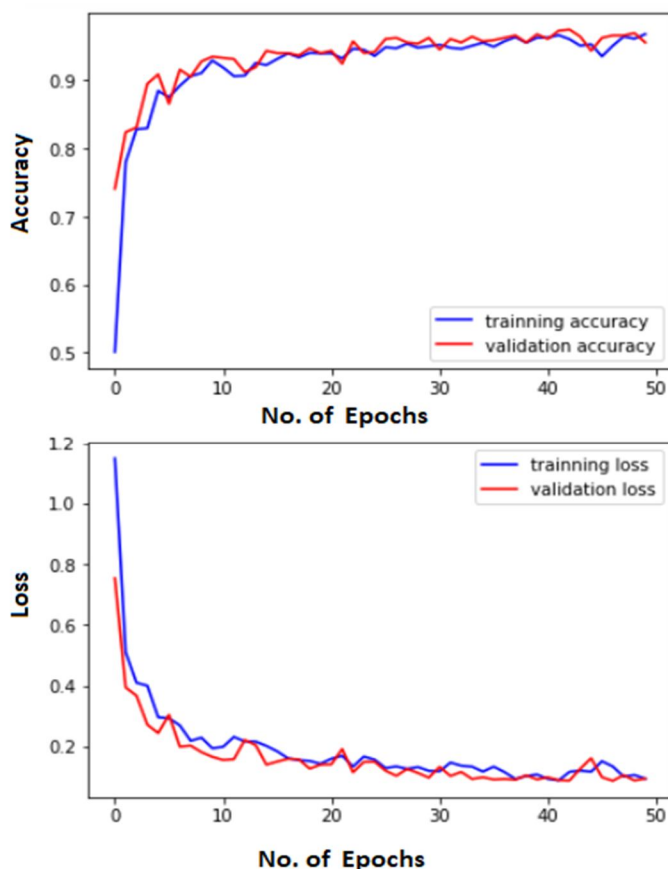 0.9
0.8
0.7
0.6
0.5
Accuracy
trainning accuracy
validation accuracy
0 10 20 30 40 50
No. of Epochs
1.2
1.0
0.8
0.6
0.4
0.2
Loss
trainning loss
validation loss
0 10 20 30 40 50
No. of Epochs